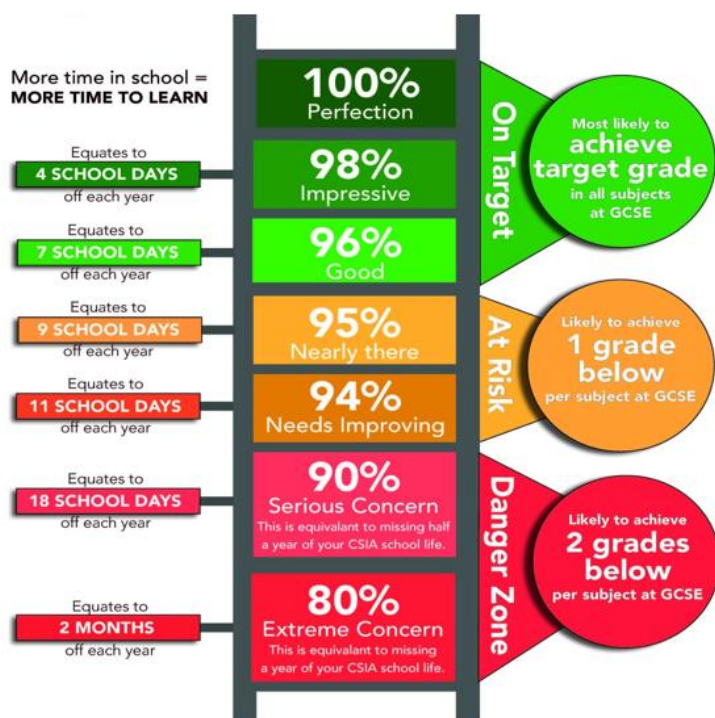 More time in school =
MORE TIME TO LEARN
100%
Perfection
Equates to
4 SCHOOL DAYS
off each year
98%
Impressive
Equates to
7 SCHOOL DAYS
off each year
96%
Good
On Target
Most likely to
achieve
target grade
in all subjects
at GCSE
Equates to
9 SCHOOL DAYS
off each year
95%
Nearly there
Equates to
11 SCHOOL DAYS
off each year
94%
Needs Improving
At Risk
Likely to achieve
1 grade
below
per subject at GCSE
Equates to
18 SCHOOL DAYS
off each year
90%
Serious Concern
This is equivalant to missing half
a year of your CSIA school life.
Equates to
2 MONTHS
off each year
80%
Extreme Concern
This is equivalant to missing
a year of your CSIA school life.
Danger Zone
Likely to achieve
2 grades
below
per subject at GCSE